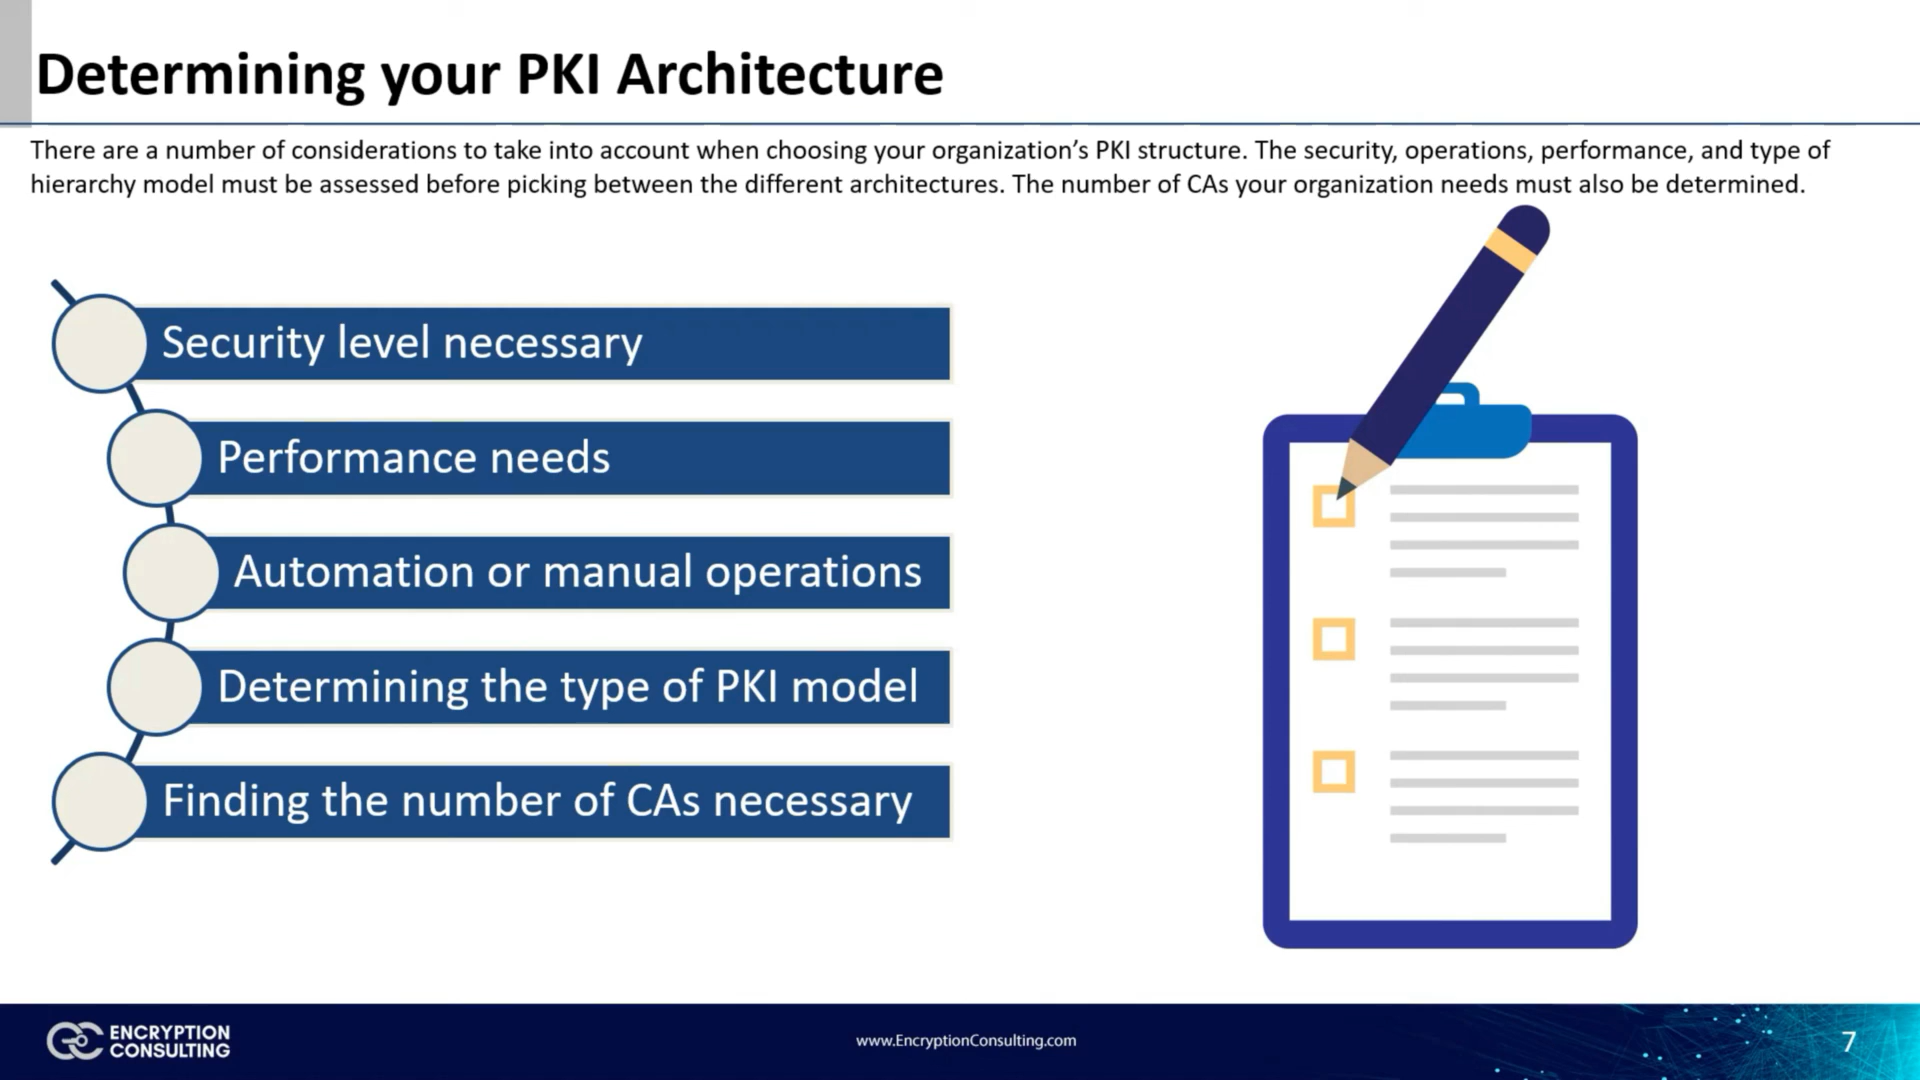 Determining your PKI Architecture
There are a number of considerations to take into account when choosing your organization’s PKI structure. The security, operations, performance, and type of
hierarchy model must be assessed before picking between the different architectures. The number of CAs your organization needs must also be determined.
Security level necessary
Performance needs
Automation or manual operations
Determining the type of PKI model
Finding the number of CAs necessary
ENCRYPTION
CONSULTING
www.EncryptionConsulting.com
7